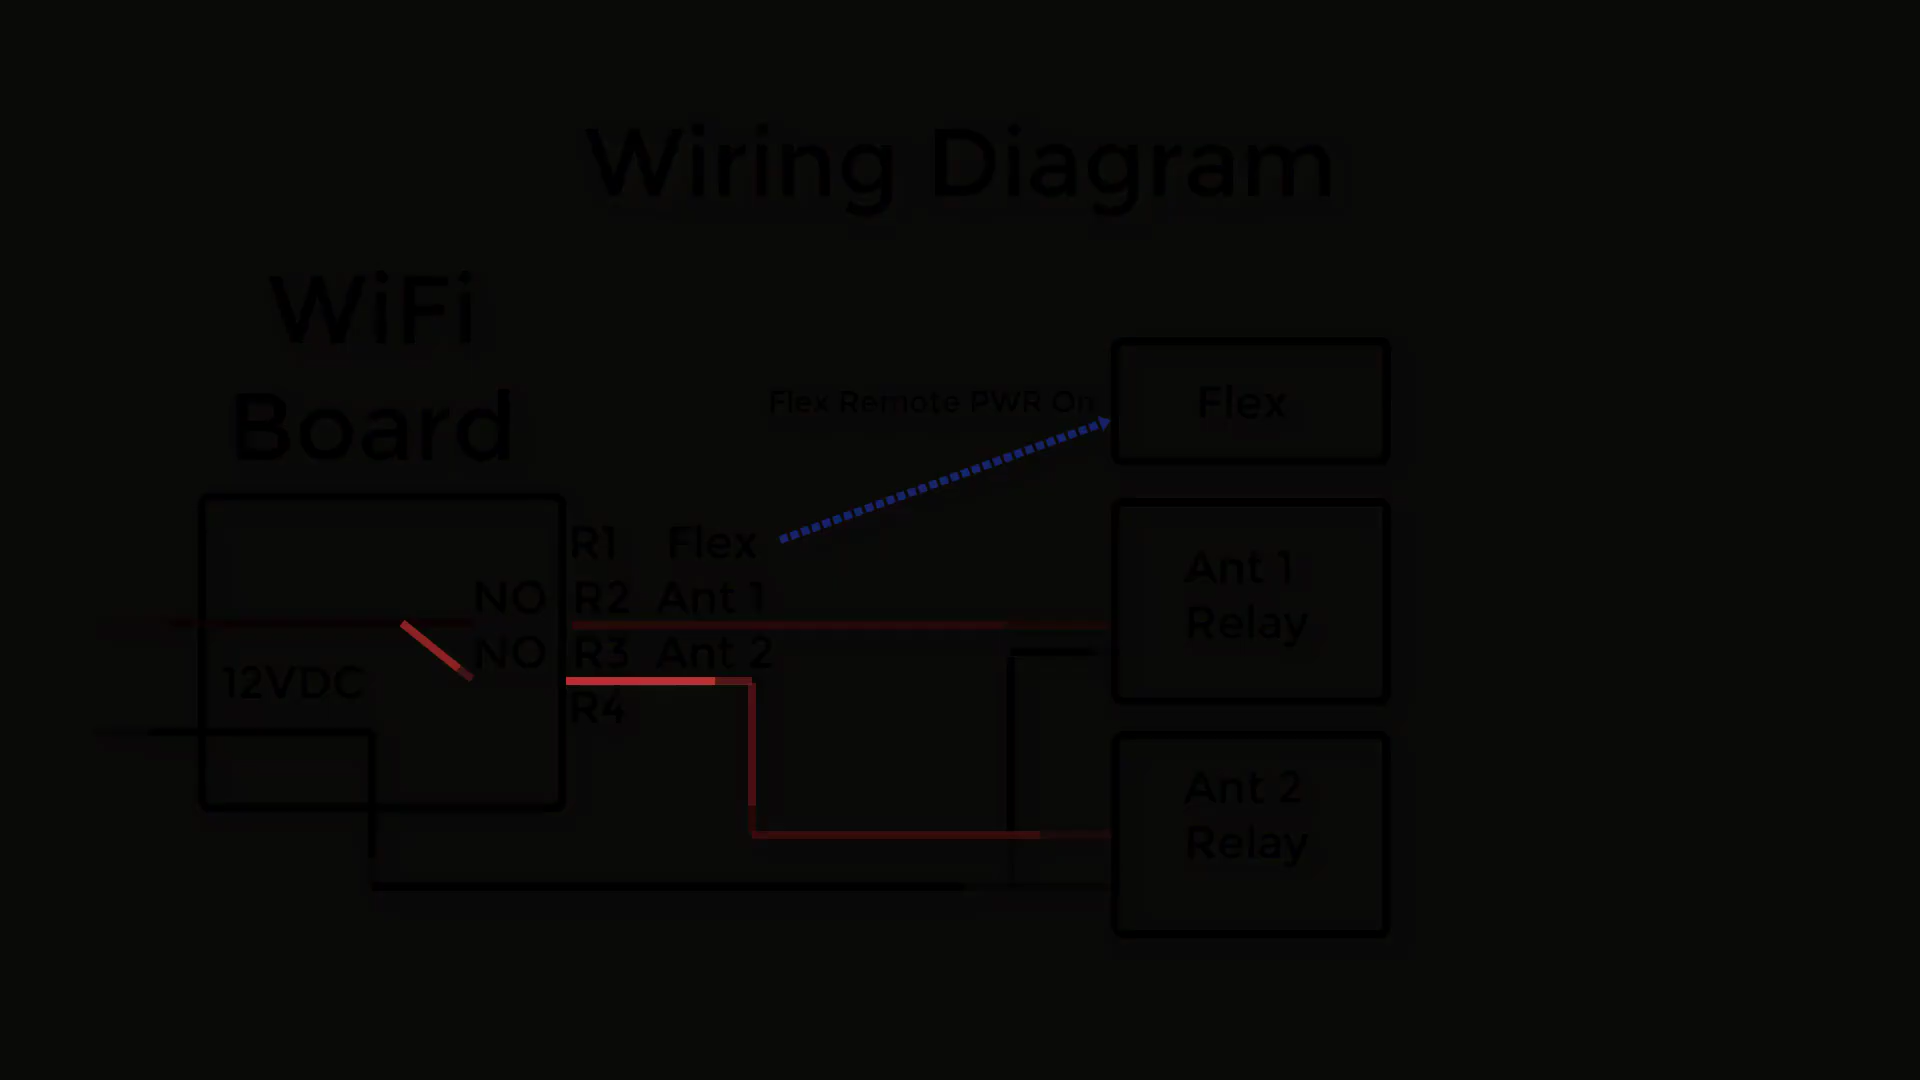 Wiring Diagram
WiFi
Board
Flex Remote PWR On
Flex
R1 Flex
NO R2 Ant 1
NO R3 Ant 2
R4
12VDC
Ant 1
Relay
Ant 2
Relay